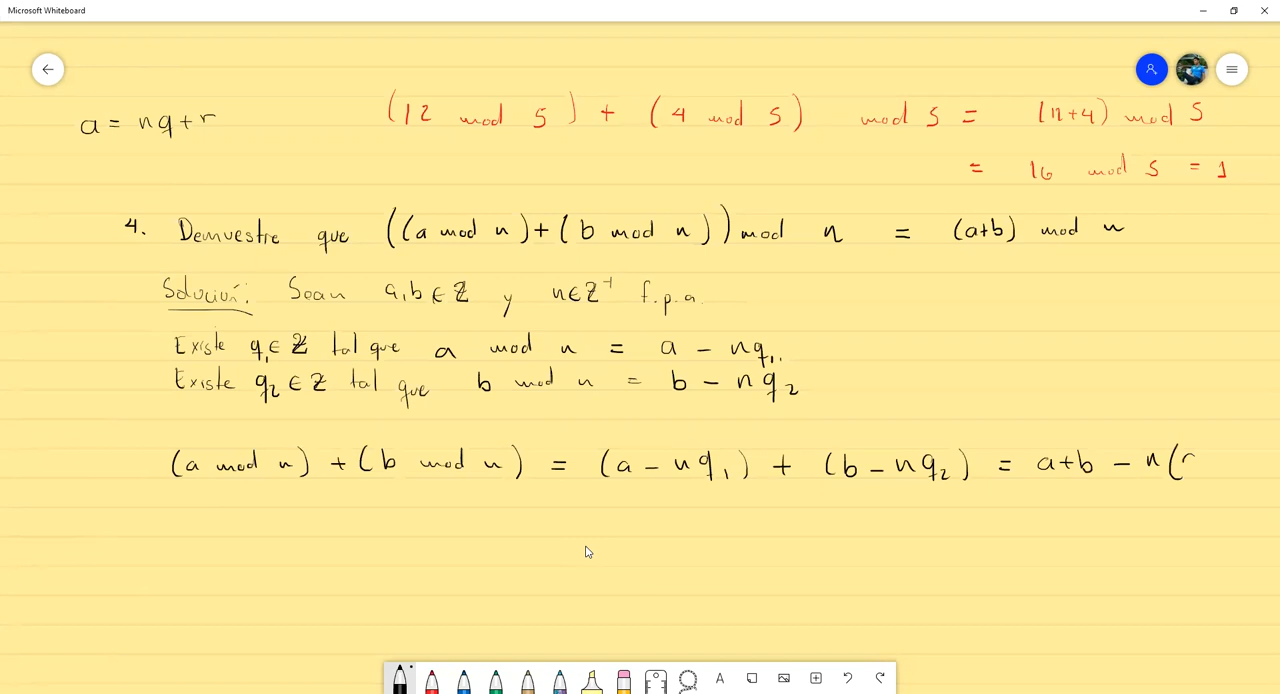 Microsoft Whiteboard
a = nq + r
(12 mod 5) + (4 mod 5) mod 5 = (12+4) mod 5
= 16 mod 5 = 1
4. Demuestre que ((a mod n) + (b mod n)) mod n = (a+b) mod n
Solución: Sean a, b ∈ ℤ y n ∈ ℤ⁺ f.p.a.
Existe q₁ ∈ ℤ tal que a mod n = a - nq₁.
Existe q₂ ∈ ℤ tal que b mod n = b - nq₂
(a mod n) + (b mod n) = (a - nq₁) + (b - nq₂) = a+b - n(
A